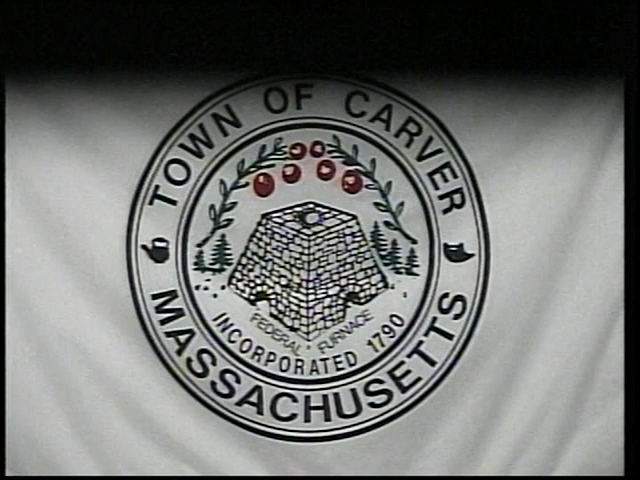 TOWN OF CARVER
FEDERAL FURNACE
INCORPORATED 1790
MASSACHUSETTS